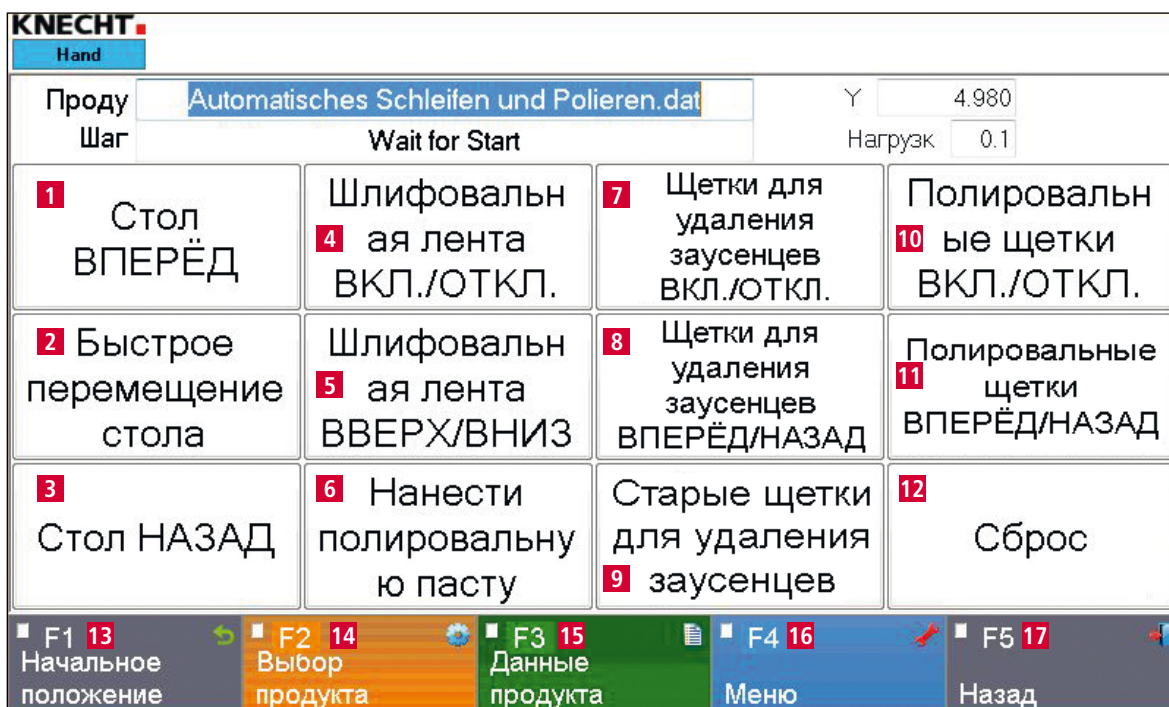 KNECHT
Hand
Проду Automatisches Schleifen und Polieren.dat Y 4.980
Шаг Wait for Start Нагрузк 0.1
1
Стол
ВПЕРЁД
Шлифовальн
4 ая лента
ВКЛ./ОТКЛ.
7 Щетки для
удаления
заусенцев
ВКЛ./ОТКЛ.
Полировальн
10 ые щетки
ВКЛ./ОТКЛ.
2 Быстрое
перемещение
стола
Шлифовальн
5 ая лента
ВВЕРХ/ВНИЗ
8 Щетки для
удаления
заусенцев
ВПЕРЁД/НАЗАД
Полировальные
11 щетки
ВПЕРЁД/НАЗАД
3
Стол НАЗАД
6 Нанести
полировальну
ю пасту
Старые щетки
для удаления
9 заусенцев
12
Сброс
F1 13
Начальное
положение
F2 14
Выбор
продукта
F3 15
Данные
продукта
F4 16
Меню
F5 17
Назад